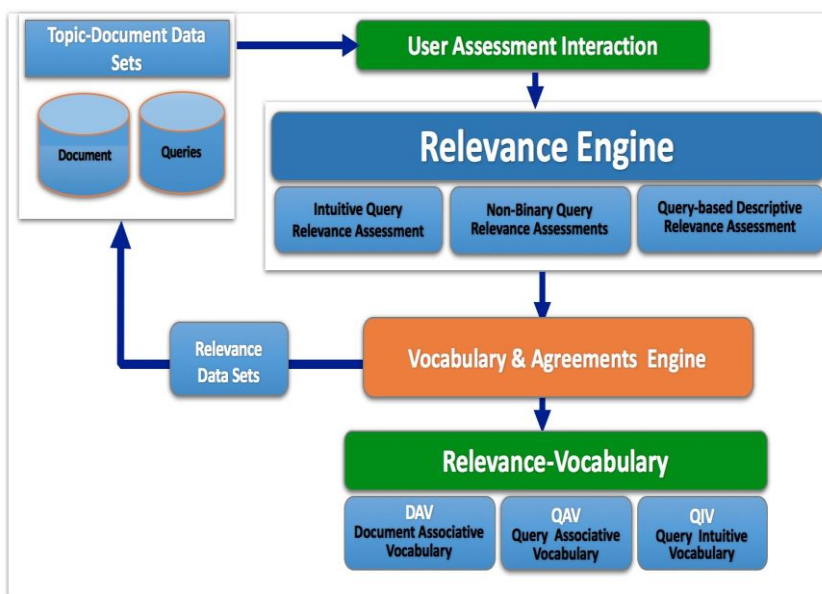 Topic-Document Data
Sets
Document
Queries
User Assessment Interaction
Relevance Engine
Intuitive Query
Relevance Assessment
Non-Binary Query
Relevance Assessments
Query-based Descriptive
Relevance Assessment
Relevance
Data Sets
Vocabulary & Agreements Engine
Relevance-Vocabulary
DAV
Document Associative
Vocabulary
QAV
Query Associative
Vocabulary
QIV
Query Intuitive
Vocabulary